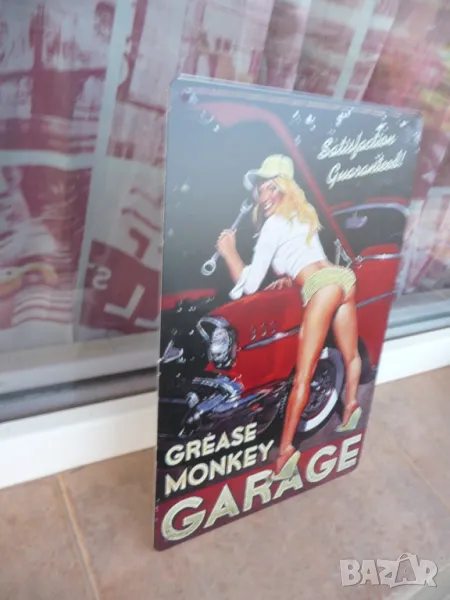 Satisfaction
Guaranteed!
GREASE
MONKEY
GARAGE
BAZAR